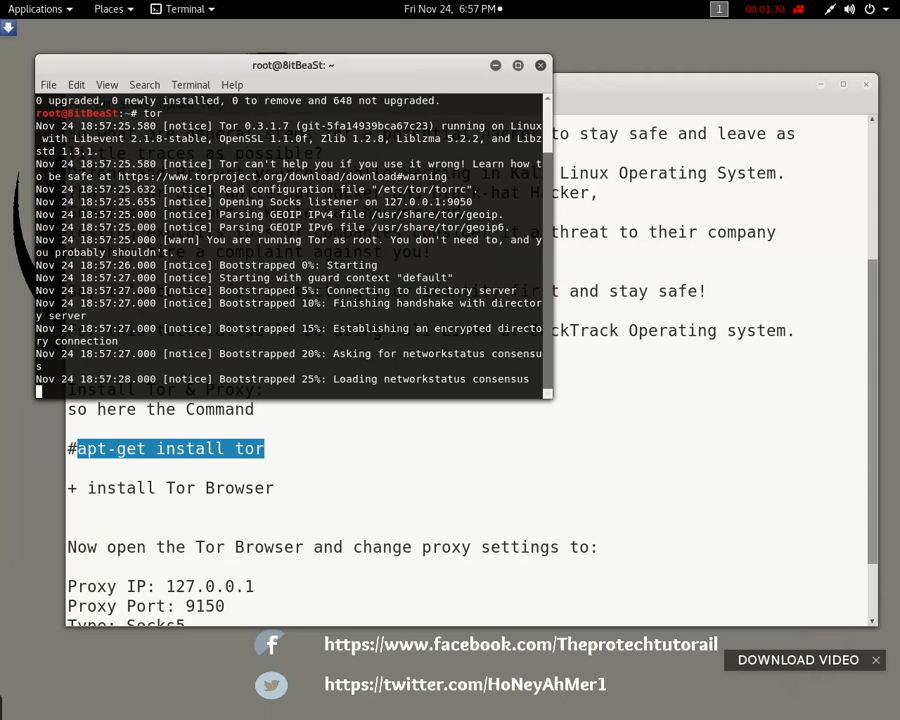 Applications Places Terminal Fri Nov 24, 6:57 PM 1 00:01:30
root@8itBeaSt: ~
File Edit View Search Terminal Help
0 upgraded, 0 newly installed, 0 to remove and 648 not upgraded.
root@8itBeaSt:~# tor
Nov 24 18:57:25.580 [notice] Tor 0.3.1.7 (git-5fa14939bca67c23) running on Linux
with Libevent 2.1.8-stable, OpenSSL 1.1.0f, Zlib 1.2.8, Liblzma 5.2.2, and Libz
std 1.3.1.
Nov 24 18:57:25.580 [notice] Tor can't help you if you use it wrong! Learn how t
o be safe at https://www.torproject.org/download/download#warning
Nov 24 18:57:25.632 [notice] Read configuration file "/etc/tor/torrc".
Nov 24 18:57:25.655 [notice] Opening Socks listener on 127.0.0.1:9050
Nov 24 18:57:25.000 [notice] Parsing GEOIP IPv4 file /usr/share/tor/geoip.
Nov 24 18:57:25.000 [notice] Parsing GEOIP IPv6 file /usr/share/tor/geoip6.
Nov 24 18:57:25.000 [warn] You are running Tor as root. You don't need to, and y
ou probably shouldn't.
Nov 24 18:57:26.000 [notice] Bootstrapped 0%: Starting
Nov 24 18:57:27.000 [notice] Starting with guard context "default"
Nov 24 18:57:27.000 [notice] Bootstrapped 5%: Connecting to directory server
Nov 24 18:57:27.000 [notice] Bootstrapped 10%: Finishing handshake with director
y server
Nov 24 18:57:27.000 [notice] Bootstrapped 15%: Establishing an encrypted directo
ry connection
Nov 24 18:57:27.000 [notice] Bootstrapped 20%: Asking for networkstatus consensu
s
Nov 24 18:57:28.000 [notice] Bootstrapped 25%: Loading networkstatus consensus
to stay safe and leave as
traces as possible?
Linux Operating System.
-hat Hacker,
a threat to their company
a complaint against you!
first and stay safe!
ckTrack Operating system.
Install Tor & Proxy:
so here the Command
#apt-get install tor
+ install Tor Browser
Now open the Tor Browser and change proxy settings to:
Proxy IP: 127.0.0.1
Proxy Port: 9150
Type: Socks5
https://www.facebook.com/Theprotechtutorail
https://twitter.com/HoNeyAhMer1
DOWNLOAD VIDEO